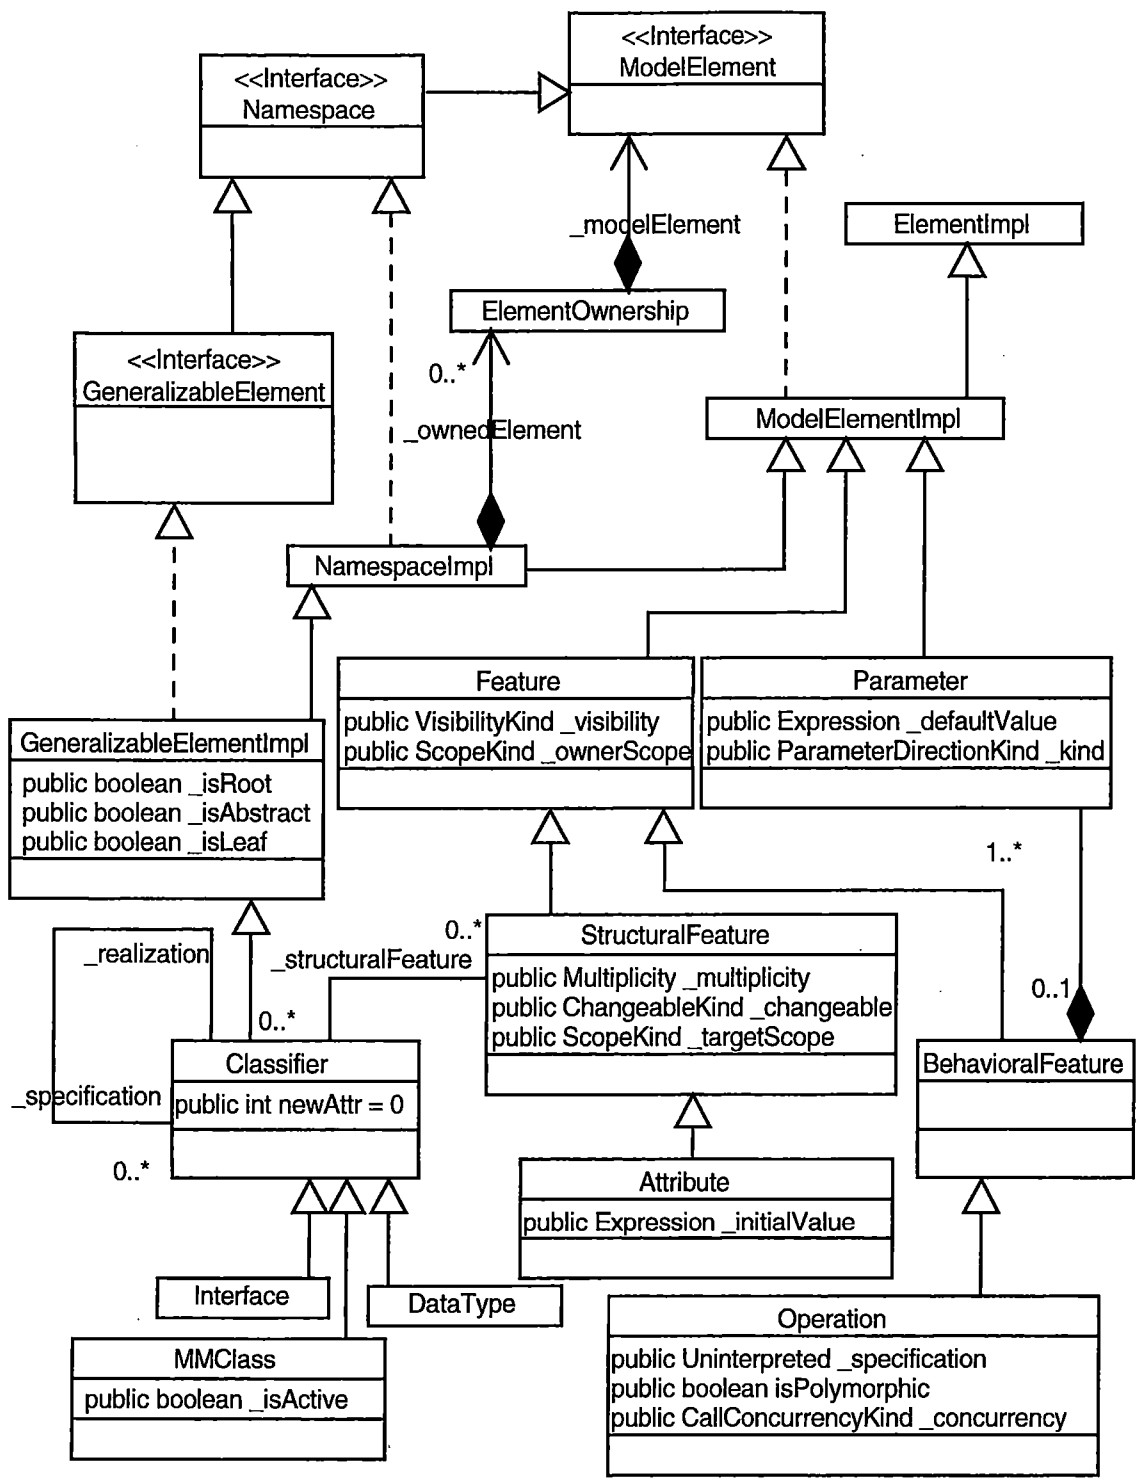 <<Interface>>
ModelElement
<<Interface>>
Namespace
_modelElement
ElementImpl
ElementOwnership
<<Interface>>
GeneralizableElement
0..*
_ownedElement
ModelElementImpl
NamespaceImpl
Feature
public VisibilityKind _visibility
public ScopeKind _ownerScope
Parameter
public Expression _defaultValue
public ParameterDirectionKind _kind
GeneralizableElementImpl
public boolean _isRoot
public boolean _isAbstract
public boolean _isLeaf
1..*
0..*
_realization
_structuralFeature
StructuralFeature
public Multiplicity _multiplicity
public ChangeableKind _changeable
public ScopeKind _targetScope
0..1
0..*
Classifier
public int newAttr = 0
_specification
0..*
BehavioralFeature
Attribute
public Expression _initialValue
Interface
DataType
MMClass
public boolean _isActive
Operation
public Uninterpreted _specification
public boolean isPolymorphic
public CallConcurrencyKind _concurrency